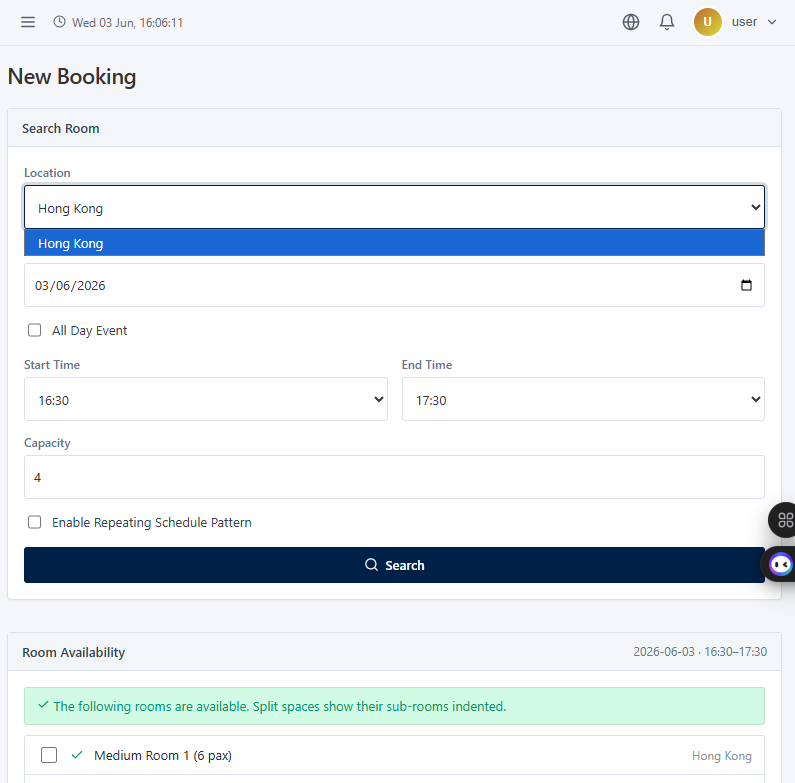 Wed 03 Jun, 16:06:11
U
user
New Booking
Search Room
Location
Hong Kong
Hong Kong
03/06/2026
All Day Event
Start Time
End Time
16:30
17:30
Capacity
4
Enable Repeating Schedule Pattern
Search
Room Availability
2026-06-03 · 16:30–17:30
The following rooms are available. Split spaces show their sub-rooms indented.
Medium Room 1 (6 pax)
Hong Kong